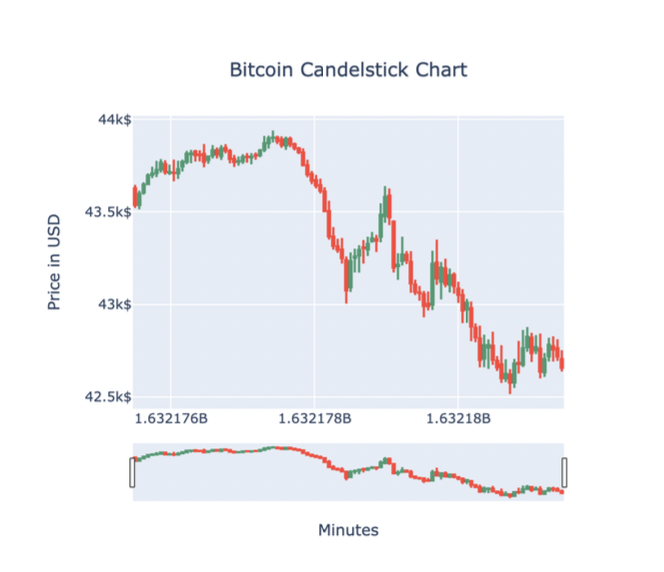 Bitcoin Candelstick Chart
44k$
43.5k$
43k$
42.5k$
Price in USD
1.632176B 1.632178B 1.63218B
Minutes